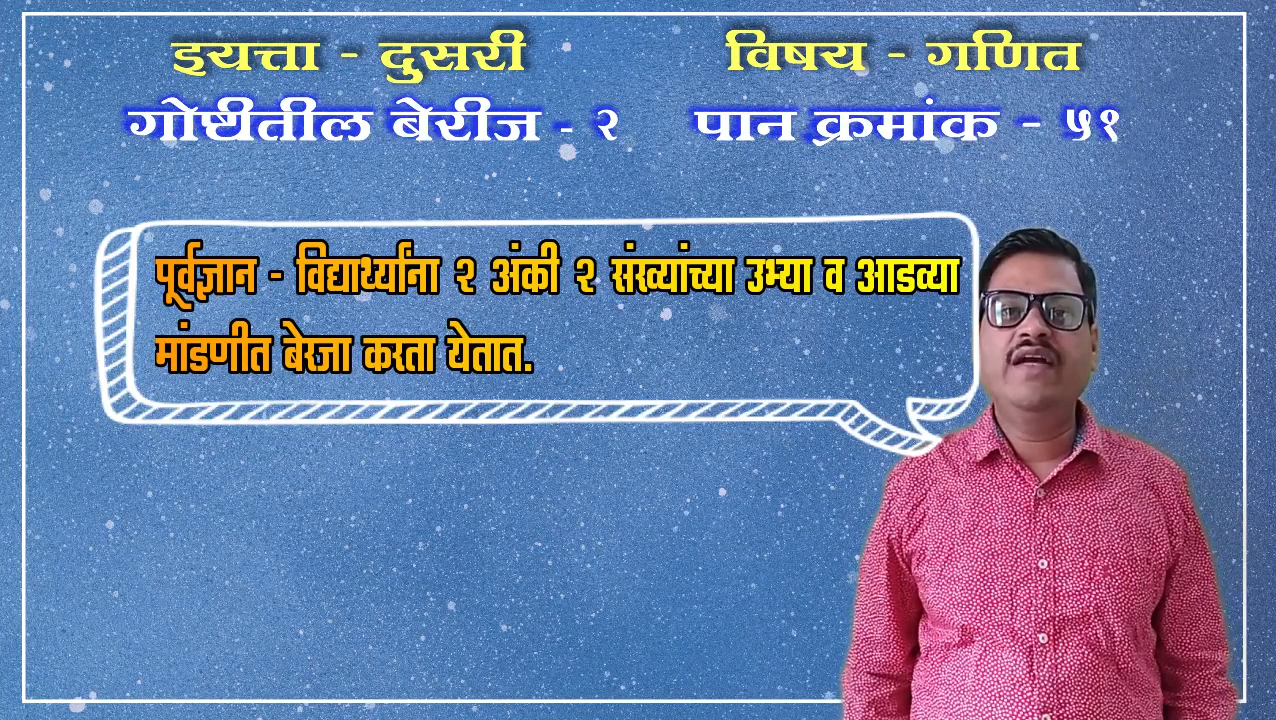 इयत्ता - दुसरी विषय - गणित
गोष्टीतील बेरीज - २ पान क्रमांक - ५१
पूर्वज्ञान - विद्यार्थ्यांना २ अंकी २ संख्यांच्या उभ्या व आडव्या
मांडणीत बेरजा करता येतात.